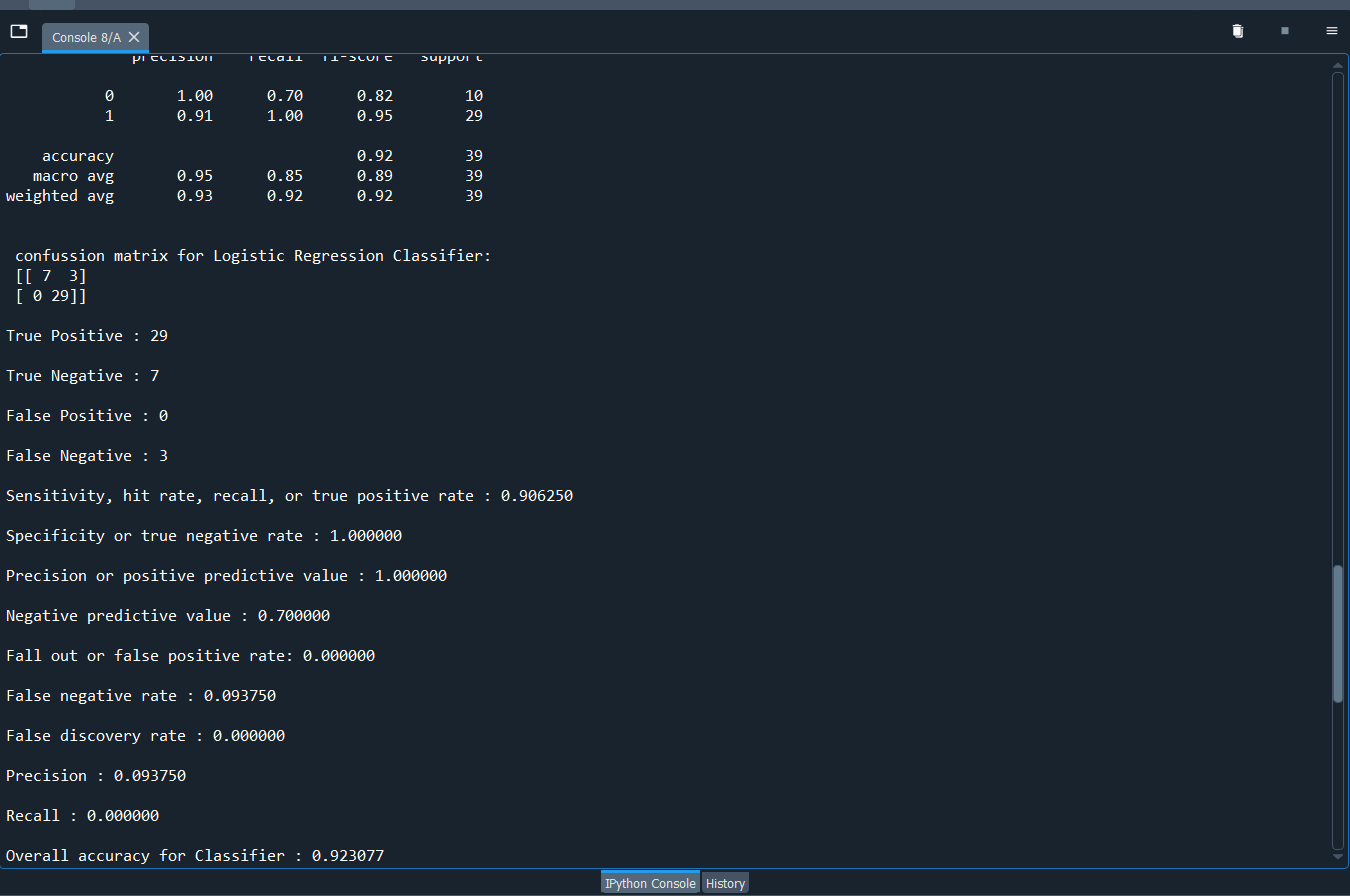 Console 8/A
precision recall f1-score support
0 1.00 0.70 0.82 10
1 0.91 1.00 0.95 29
accuracy 0.92 39
macro avg 0.95 0.85 0.89 39
weighted avg 0.93 0.92 0.92 39
confussion matrix for Logistic Regression Classifier:
[[ 7 3]
[ 0 29]]
True Positive : 29
True Negative : 7
False Positive : 0
False Negative : 3
Sensitivity, hit rate, recall, or true positive rate : 0.906250
Specificity or true negative rate : 1.000000
Precision or positive predictive value : 1.000000
Negative predictive value : 0.700000
Fall out or false positive rate: 0.000000
False negative rate : 0.093750
False discovery rate : 0.000000
Precision : 0.093750
Recall : 0.000000
Overall accuracy for Classifier : 0.923077
IPython Console History